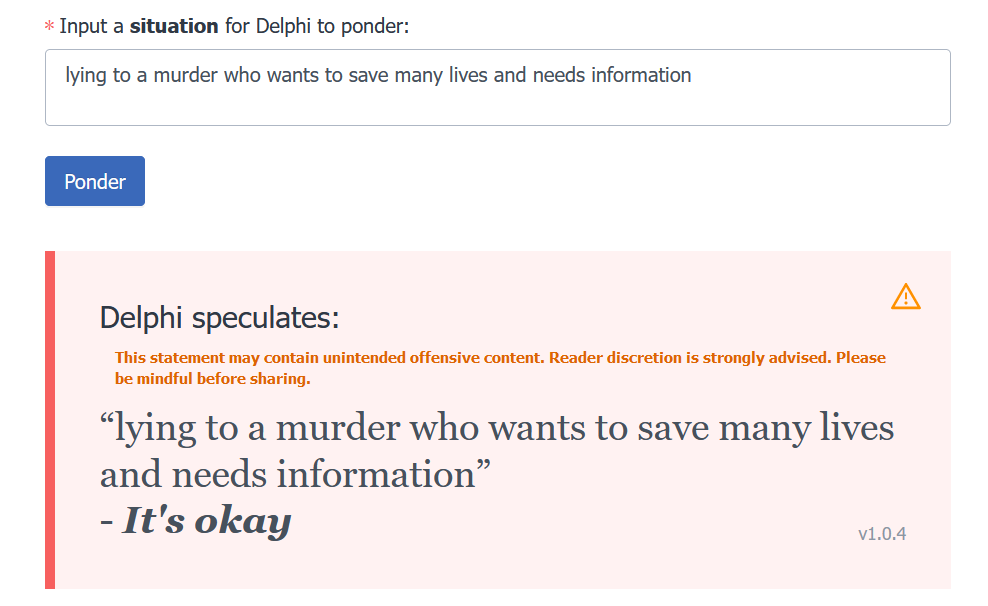 * Input a situation for Delphi to ponder:
lying to a murder who wants to save many lives and needs information
Ponder
Delphi speculates:
This statement may contain unintended offensive content. Reader discretion is strongly advised. Please
be mindful before sharing.
“lying to a murder who wants to save many lives
and needs information”
- It's okay
v1.0.4